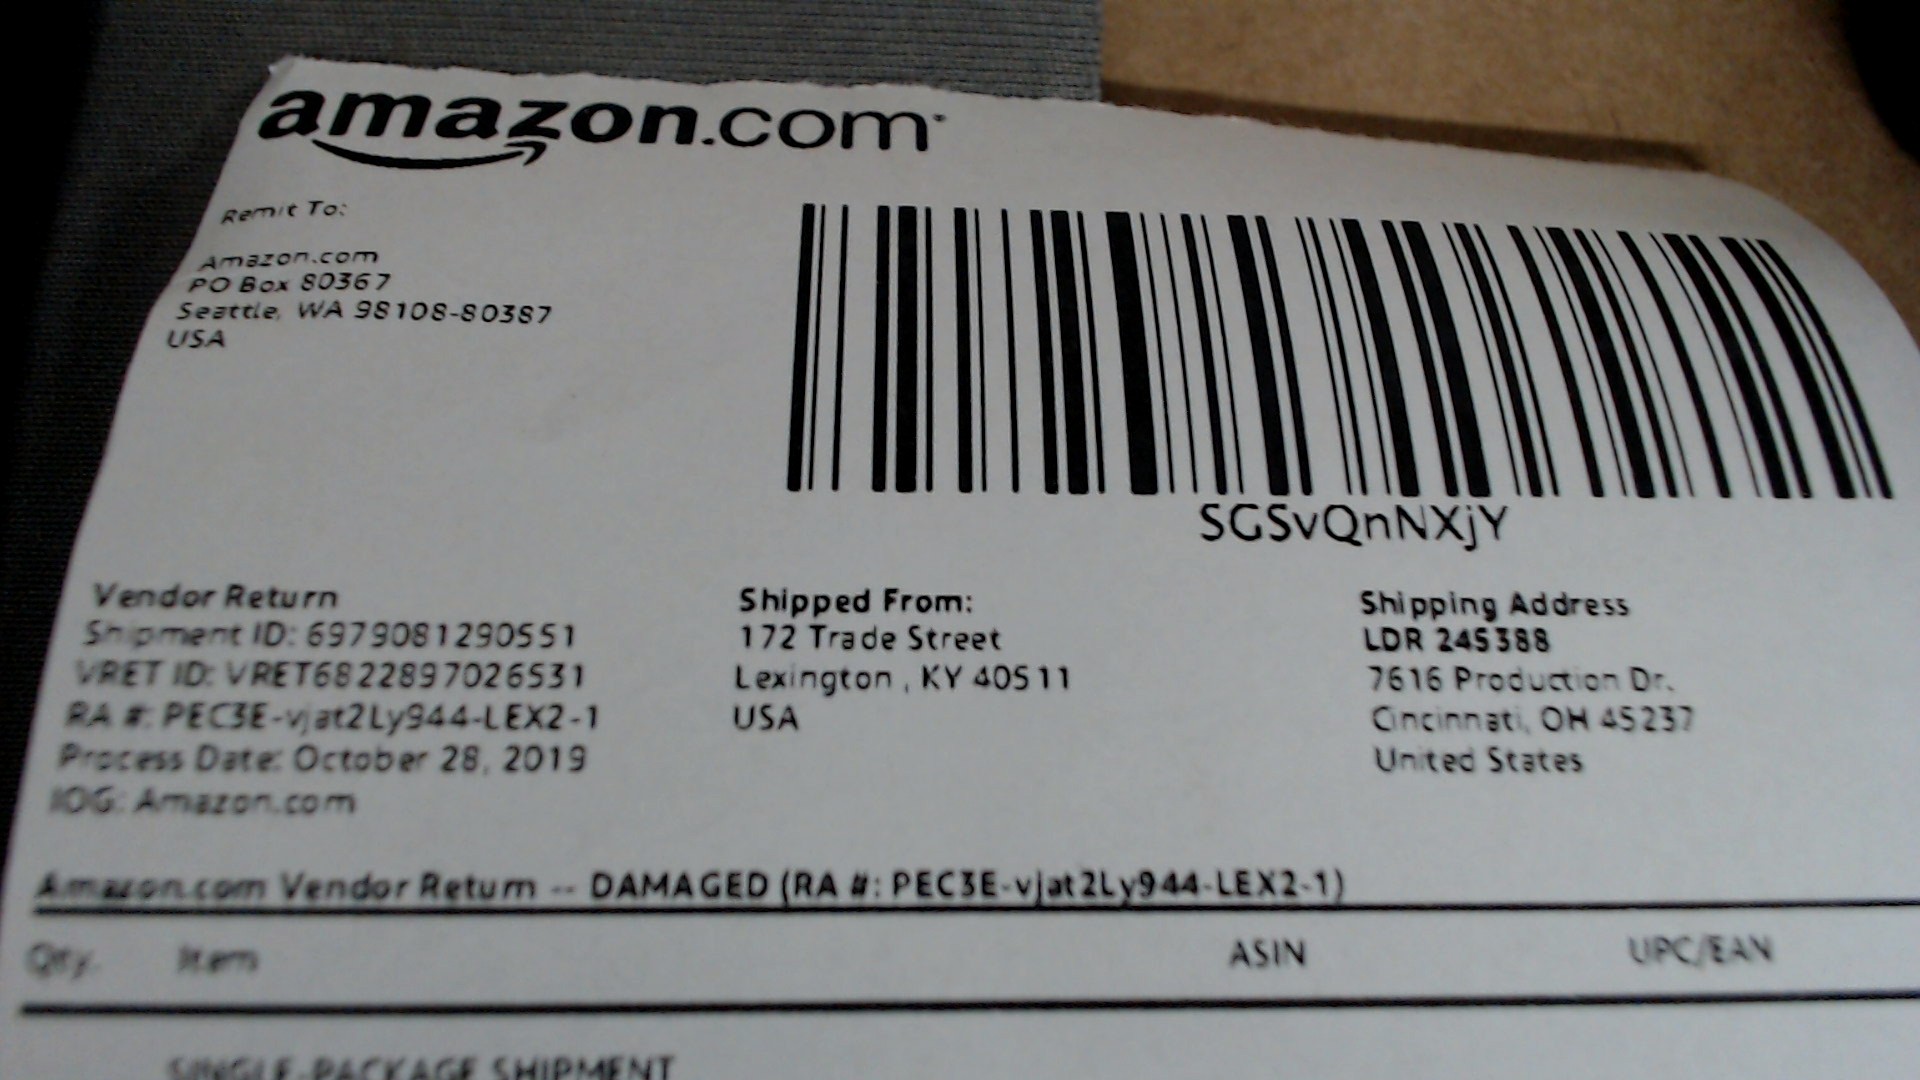 amazon.com
Remit To:
Amazon.com
PO Box 80367
Seattle, WA 98108-80387
USA
SGSvQnNXjY
Vendor Return
Shipment ID: 6979081290551
VRET ID: VRET6822897026531
RA #: PEC3E-vjat2Ly944-LEX2-1
Process Date: October 28, 2019
IOG: Amazon.com
Shipped From:
172 Trade Street
Lexington , KY 40511
USA
Shipping Address
LDR 245388
7616 Production Dr.
Cincinnati, OH 45237
United States
Amazon.com Vendor Return -- DAMAGED (RA #: PEC3E-vjat2Ly944-LEX2-1)
Qty. Item ASIN UPC/EAN
SINGLE-PACKAGE SHIPMENT